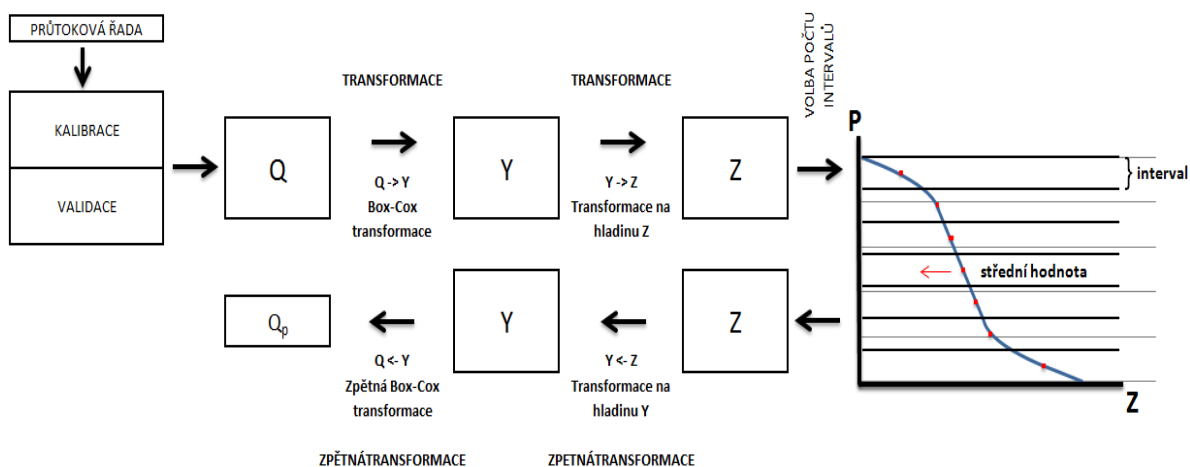 PRŮTOKOVÁ ŘADA
KALIBRACE
VALIDACE
Q
TRANSFORMACE
Q -> Y
Box-Cox
transformace
Y
TRANSFORMACE
Y -> Z
Transformace na
hladinu Z
Z
VOLBA POČTU
INTERVALŮ
P
interval
střední hodnota
Z
Z
Y <- Z
Transformace na
hladinu Y
ZPETNÁTRANSFORMACE
Y
Q <- Y
Zpětná Box-Cox
transformace
ZPĚTNÁTRANSFORMACE
Qp